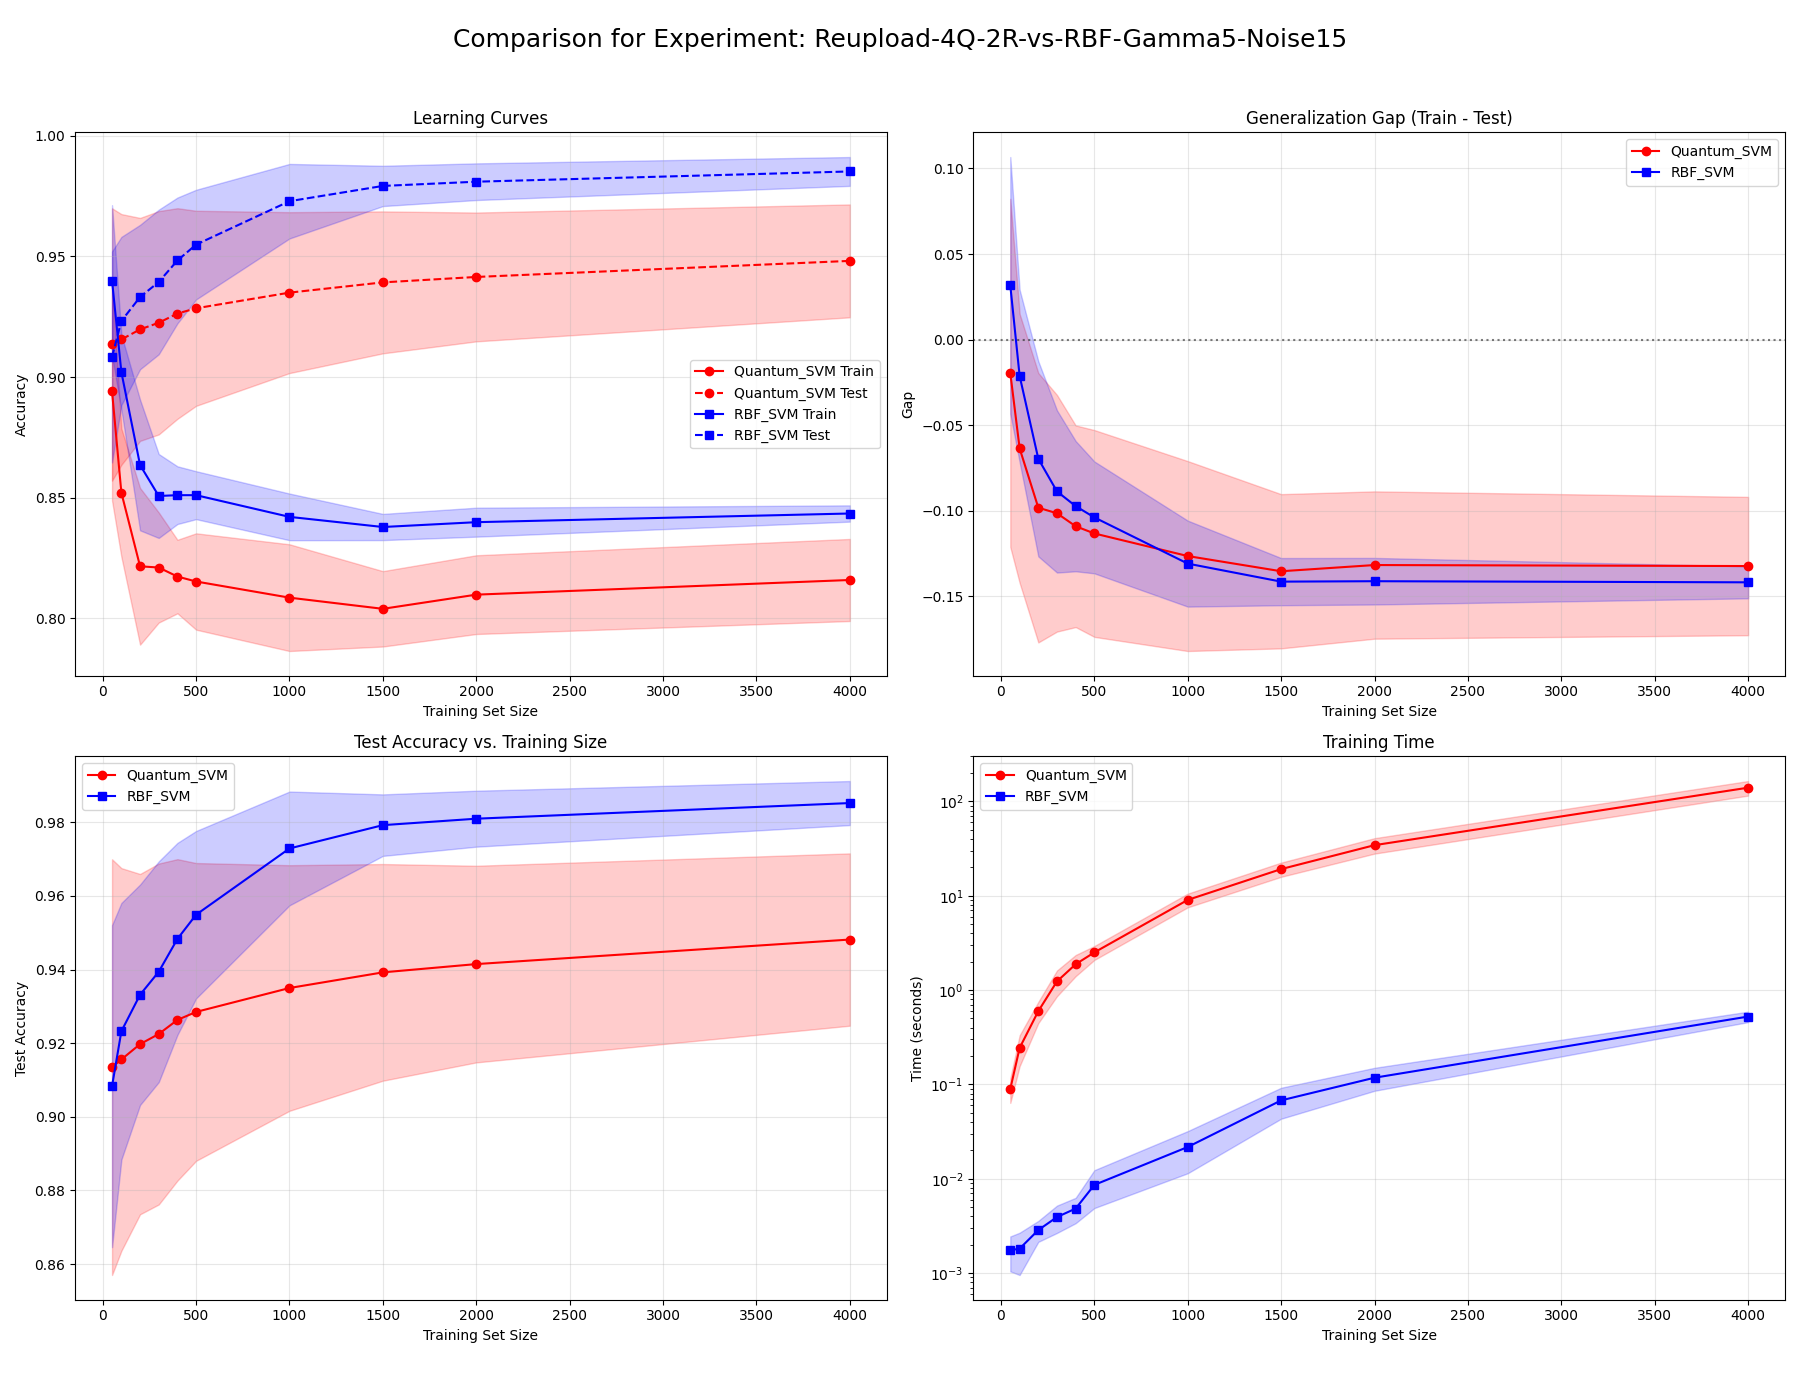 Comparison for Experiment: Reupload-4Q-2R-vs-RBF-Gamma5-Noise15
Learning Curves
1.00
0.95
0.90
0.85
0.80
Accuracy
Quantum_SVM Train
Quantum_SVM Test
RBF_SVM Train
RBF_SVM Test
0 500 1000 1500 2000 2500 3000 3500 4000
Training Set Size
Generalization Gap (Train - Test)
0.10
0.05
0.00
−0.05
−0.10
−0.15
Gap
Quantum_SVM
RBF_SVM
0 500 1000 1500 2000 2500 3000 3500 4000
Training Set Size
Test Accuracy vs. Training Size
Quantum_SVM
RBF_SVM
0.98
0.96
0.94
0.92
0.90
0.88
0.86
Test Accuracy
0 500 1000 1500 2000 2500 3000 3500 4000
Training Set Size
Training Time
Quantum_SVM
RBF_SVM
10²
10¹
10⁰
10⁻¹
10⁻²
10⁻³
Time (seconds)
0 500 1000 1500 2000 2500 3000 3500 4000
Training Set Size